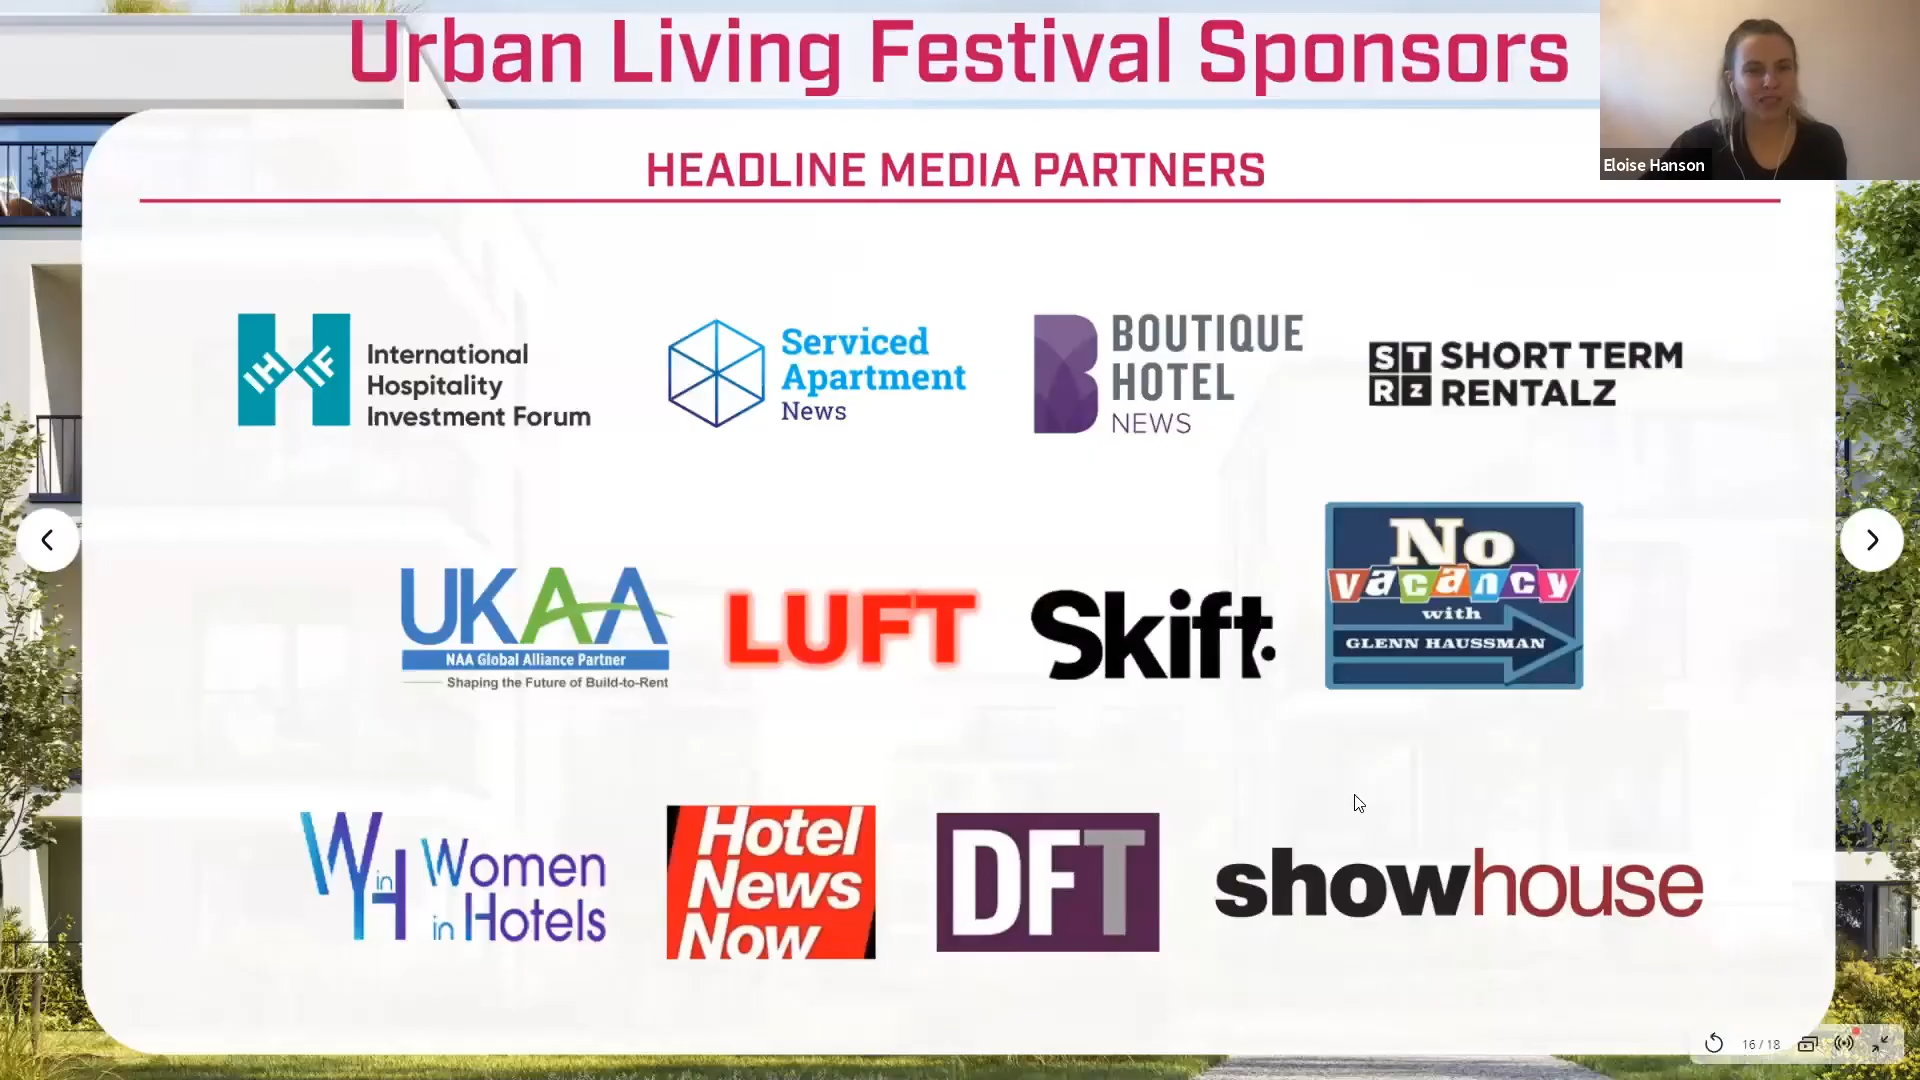 Urban Living Festival Sponsors
Eloise Hanson
HEADLINE MEDIA PARTNERS
IH IF
International
Hospitality
Investment Forum
Serviced
Apartment
News
B
BOUTIQUE
HOTEL
NEWS
ST
Rz
SHORT TERM
RENTALZ
UKAA
NAA Global Alliance Partner
Shaping the Future of Build-to-Rent
LUFT
Skift
No
vacancy
with
GLENN HAUSSMAN
W in H
Women
in Hotels
Hotel
News
Now
DFT
showhouse
16 / 18